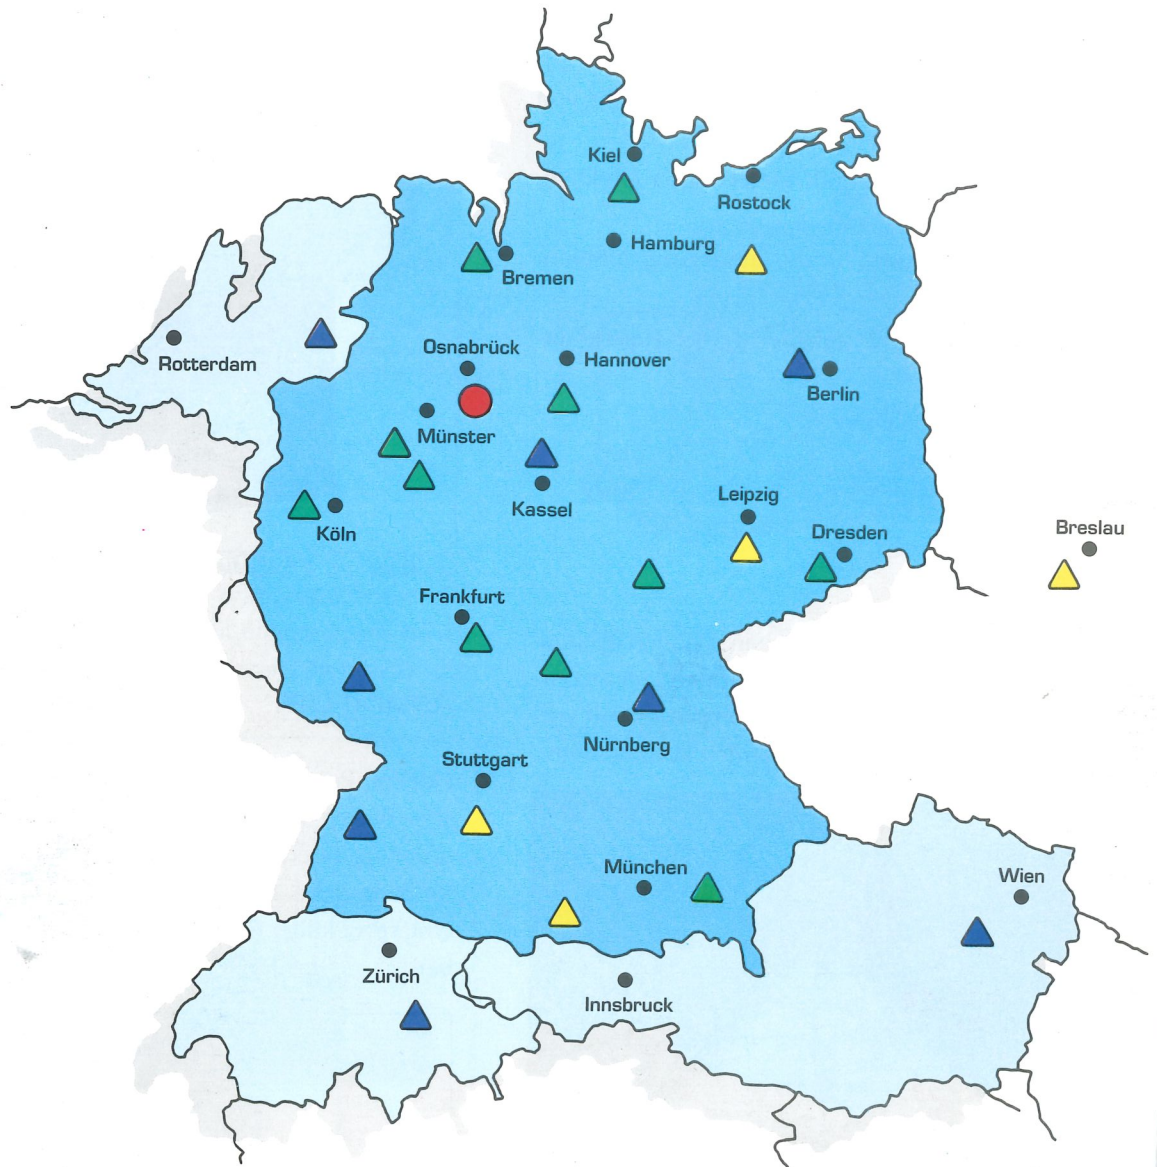 Kiel
Rostock
Hamburg
Bremen
Osnabrück
Hannover
Rotterdam
Berlin
Münster
Leipzig
Kassel
Breslau
Köln
Dresden
Frankfurt
Nürnberg
Stuttgart
München
Wien
Zürich
Innsbruck